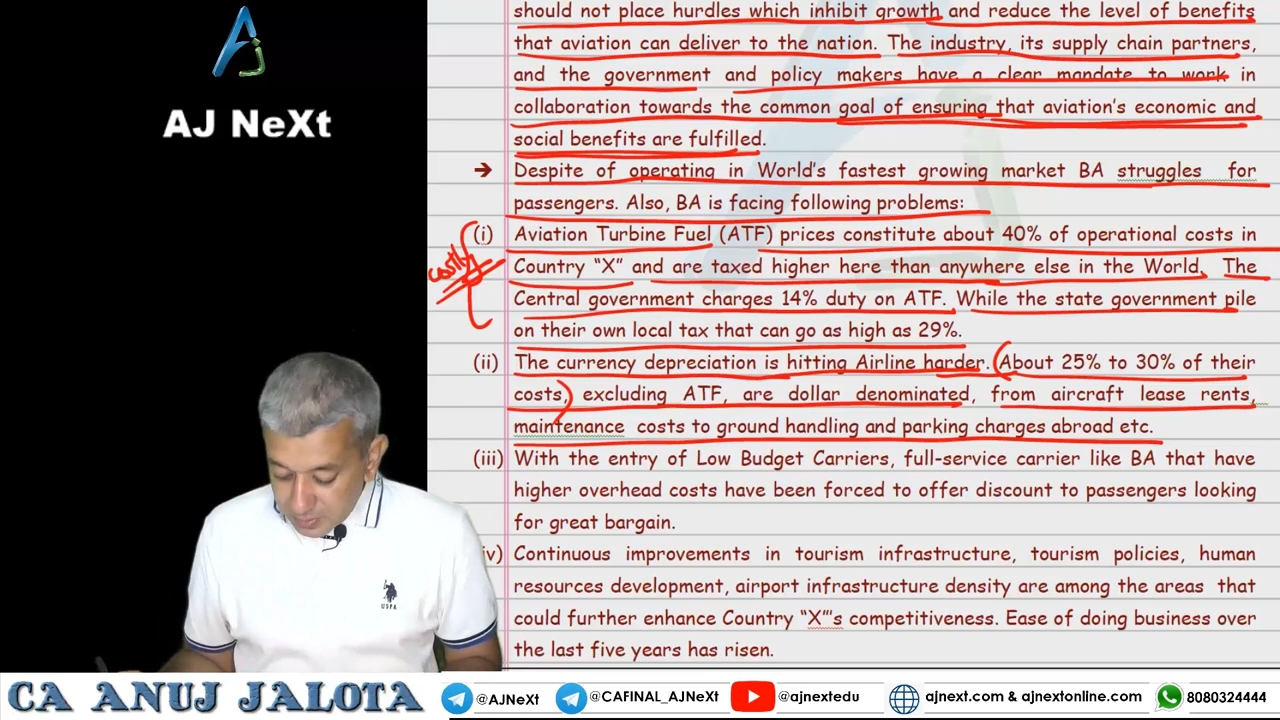 AJ NeXt
should not place hurdles which inhibit growth and reduce the level of benefits
that aviation can deliver to the nation. The industry, its supply chain partners,
and the government and policy makers have a clear mandate to work in
collaboration towards the common goal of ensuring that aviation's economic and
social benefits are fulfilled.
➔ Despite of operating in World's fastest growing market BA struggles for
passengers. Also, BA is facing following problems:
(i) Aviation Turbine Fuel (ATF) prices constitute about 40% of operational costs in
costly
Country "X" and are taxed higher here than anywhere else in the World. The
Central government charges 14% duty on ATF. While the state government pile
on their own local tax that can go as high as 29%.
(ii) The currency depreciation is hitting Airline harder. About 25% to 30% of their
costs, excluding ATF, are dollar denominated, from aircraft lease rents,
maintenance costs to ground handling and parking charges abroad etc.
(iii) With the entry of Low Budget Carriers, full-service carrier like BA that have
higher overhead costs have been forced to offer discount to passengers looking
for great bargain.
iv) Continuous improvements in tourism infrastructure, tourism policies, human
resources development, airport infrastructure density are among the areas that
could further enhance Country "X"'s competitiveness. Ease of doing business over
the last five years has risen.
USPA
CA ANUJ JALOTA @AJNeXt @CAFINAL_AJNeXt @ajnextedu ajnext.com & ajnextonline.com 8080324444